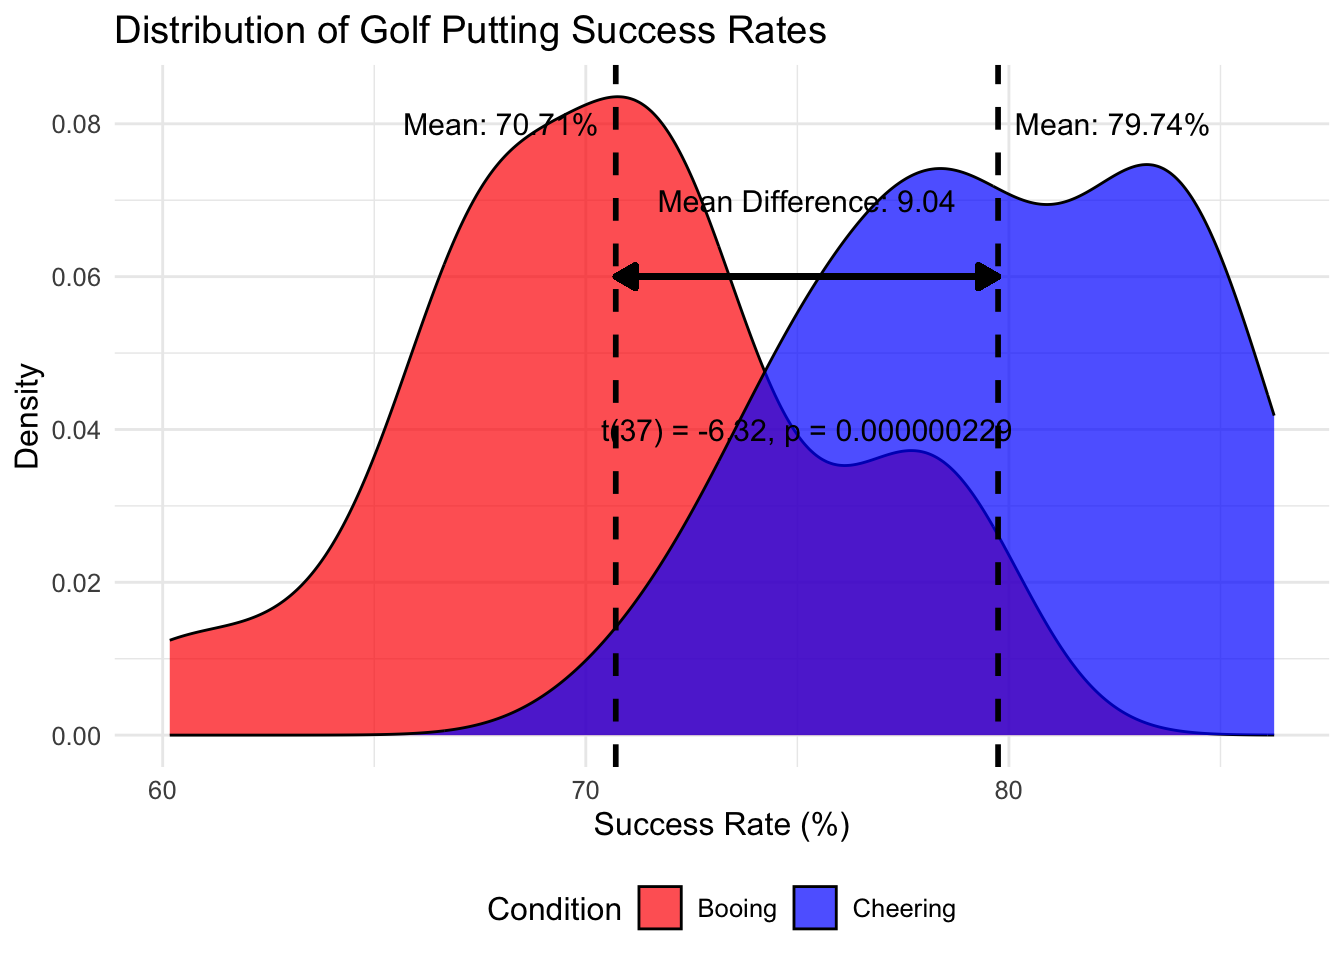 Distribution of Golf Putting Success Rates
0.08
Mean: 70.71%
Mean: 79.74%
Mean Difference: 9.04
0.06
0.04
t(37) = -6.32, p = 0.000000229
0.02
0.00
Density
60
70
80
Success Rate (%)
Condition
Booing
Cheering